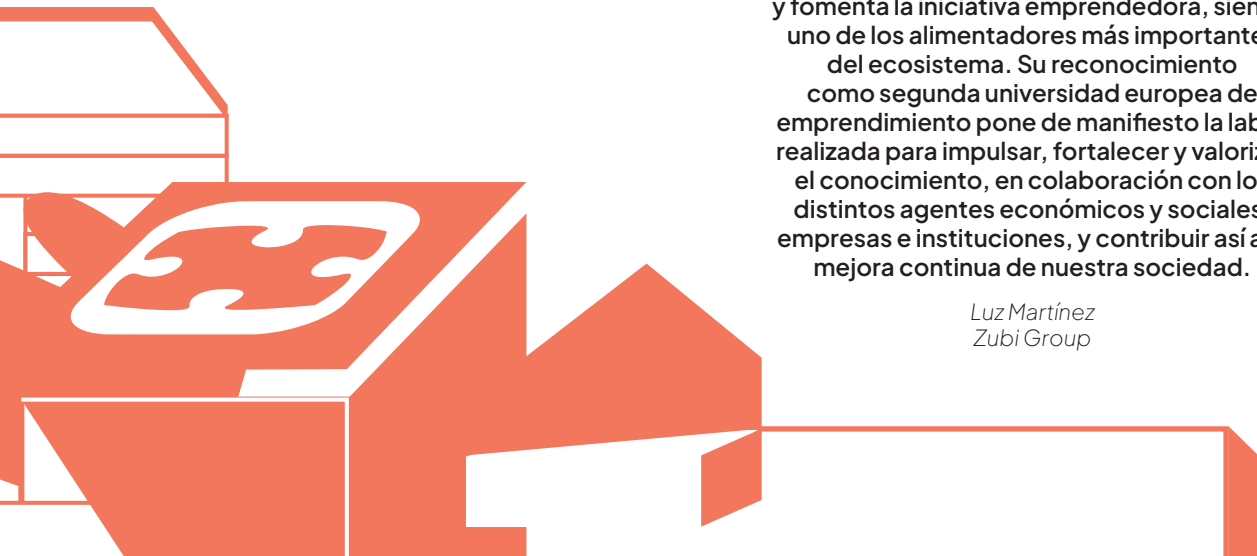 y fomenta la iniciativa emprendedora, sien
uno de los alimentadores más importante
del ecosistema. Su reconocimiento
como segunda universidad europea de
emprendimiento pone de manifiesto la lab
realizada para impulsar, fortalecer y valoriz
el conocimiento, en colaboración con lo
distintos agentes económicos y sociales
empresas e instituciones, y contribuir así a
mejora continua de nuestra sociedad.
Luz Martínez
Zubi Group